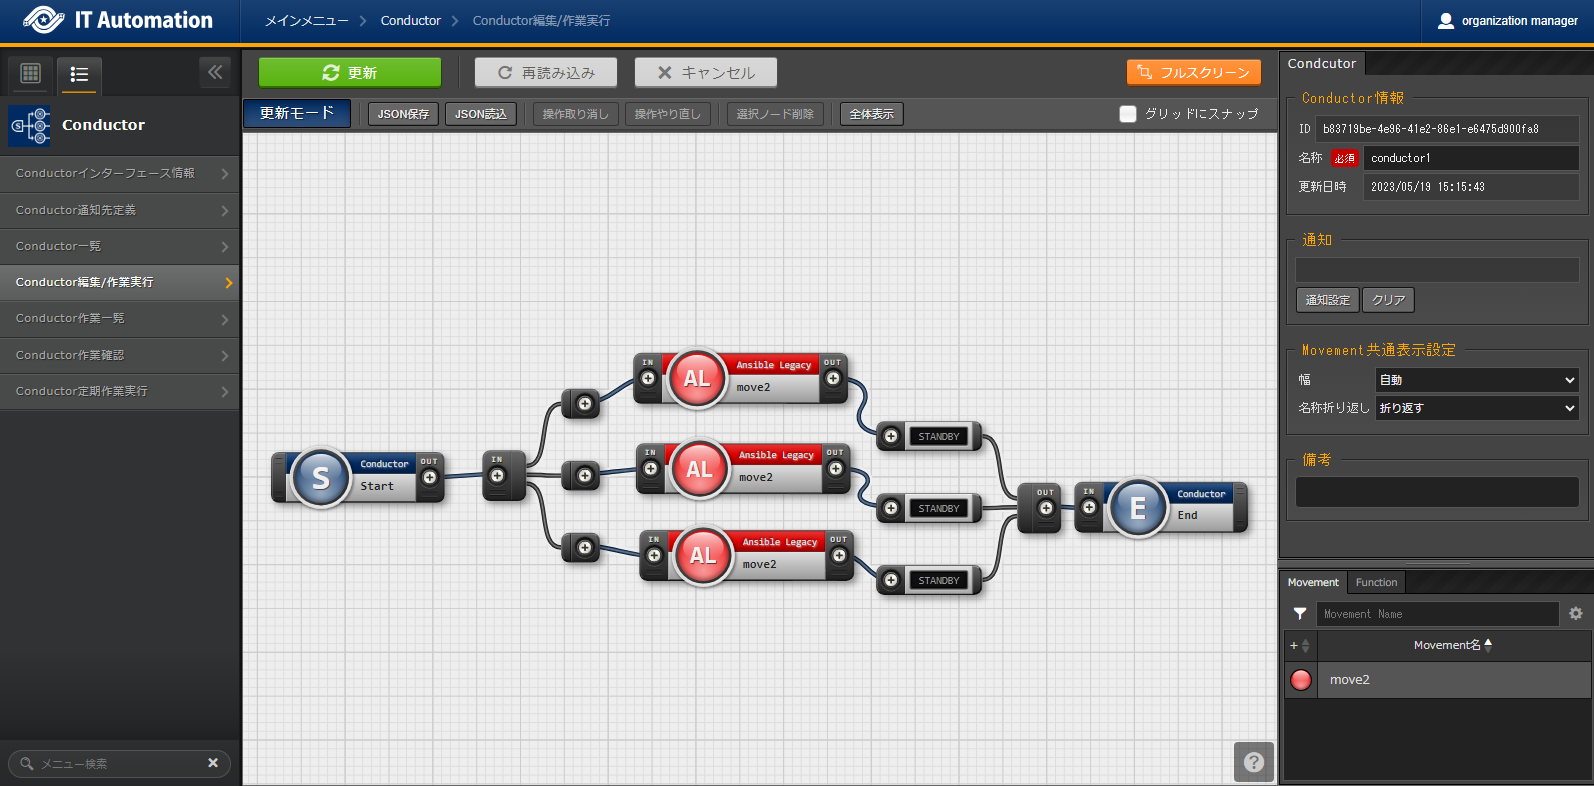 IT Automation
メインメニュー
Conductor
Conductor編集/作業実行
organization manager
Conductor
Conductorインターフェース情報
Conductor通知先定義
Conductor一覧
Conductor編集/作業実行
Conductor作業一覧
Conductor作業確認
Conductor定期作業実行
メニュー検索
更新
再読み込み
キャンセル
フルスクリーン
更新モード
JSON保存
JSON読込
操作取り消し
操作やり直し
選択ノード削除
全体表示
グリッドにスナップ
S
Conductor
Start
OUT
IN
IN
AL
Ansible Legacy
move2
OUT
IN
AL
Ansible Legacy
move2
OUT
IN
AL
Ansible Legacy
move2
OUT
STANDBY
STANDBY
STANDBY
OUT
IN
E
Conductor
End
?
Condcutor
Conductor情報
ID
b83719be-4e96-41e2-86e1-e6475d900fa8
名称 必須
conductor1
更新日時
2023/05/19 15:15:43
通知
通知設定
クリア
Movement共通表示設定
幅
自動
名称折り返し
折り返す
備考
Movement
Function
Movement Name
Movement名
move2